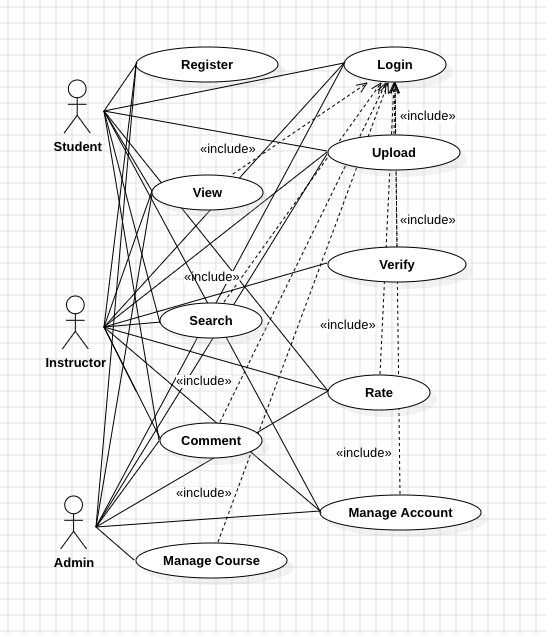 Register
Login
«include»
Student
«include»
Upload
View
«include»
Verify
«include»
Search
«include»
Instructor
«include»
Rate
Comment
«include»
«include»
Manage Account
Admin
Manage Course